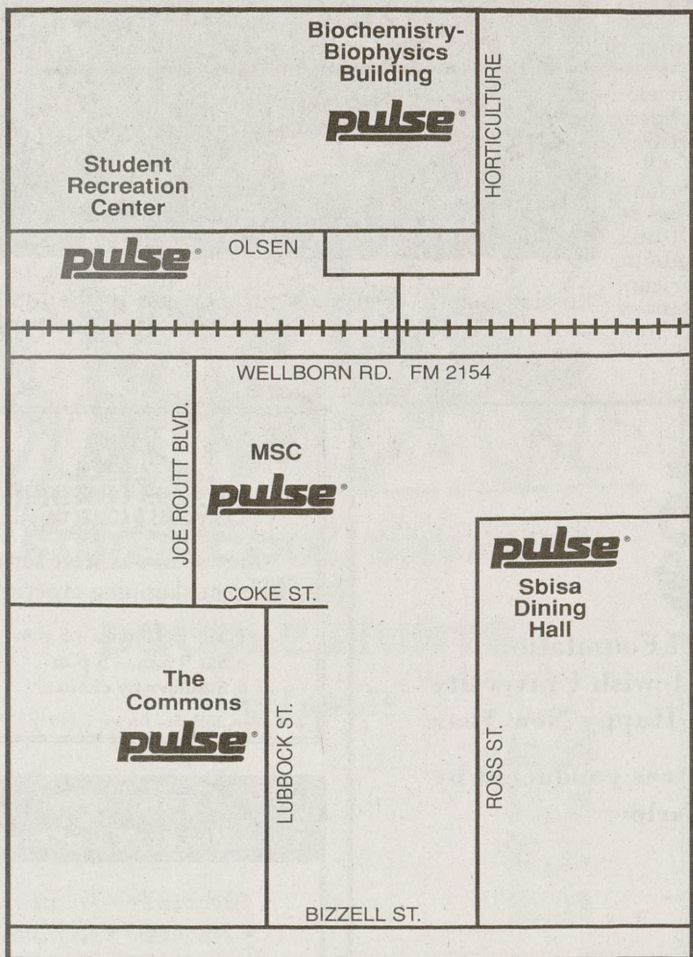 Biochemistry-
Biophysics
Building
pulse®
HORTICULTURE
Student
Recreation
Center
pulse®
OLSEN
WELLBORN RD. FM 2154
JOE ROUTT BLVD.
MSC
pulse®
pulse®
Sbisa
Dining
Hall
COKE ST.
The
Commons
pulse®
LUBBOCK ST.
ROSS ST.
BIZZELL ST.